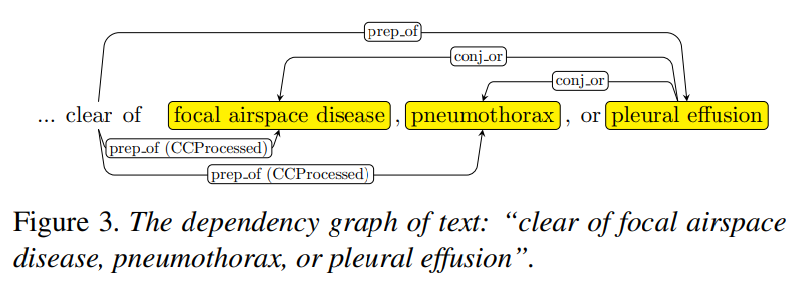 prep_of
conj_or
conj_or
... clear of focal airspace disease , pneumothorax , or pleural effusion
prep_of (CCProcessed)
prep_of (CCProcessed)
Figure 3. The dependency graph of text: “clear of focal airspace
disease, pneumothorax, or pleural effusion”.